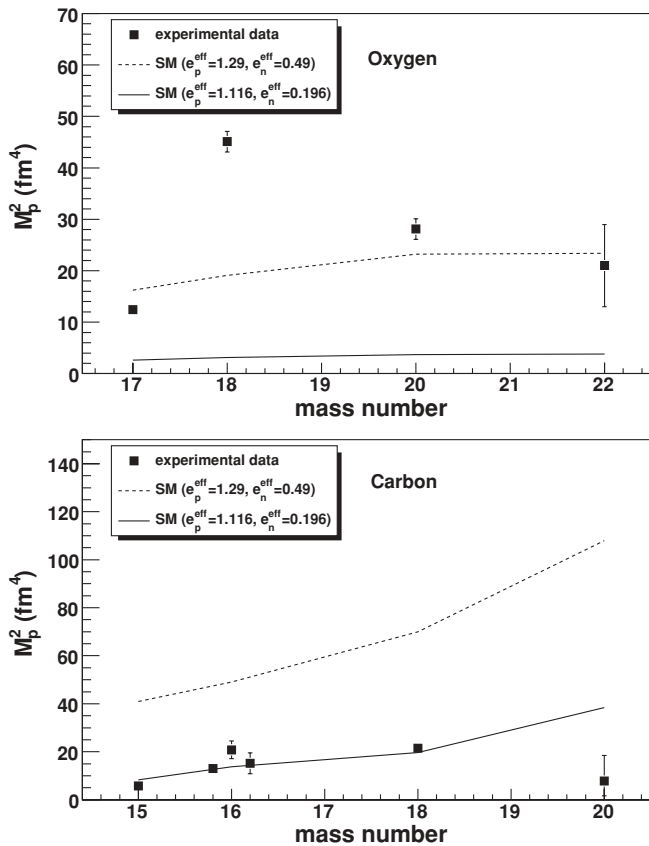 70
60
50
40
30
20
10
0
M_p^2 (fm^4)
experimental data
SM (e_p^eff=1.29, e_n^eff=0.49)
SM (e_p^eff=1.116, e_n^eff=0.196)
Oxygen
17 18 19 20 21 22
mass number
140
120
100
80
60
40
20
0
M_p^2 (fm^4)
experimental data
SM (e_p^eff=1.29, e_n^eff=0.49)
SM (e_p^eff=1.116, e_n^eff=0.196)
Carbon
15 16 17 18 19 20
mass number